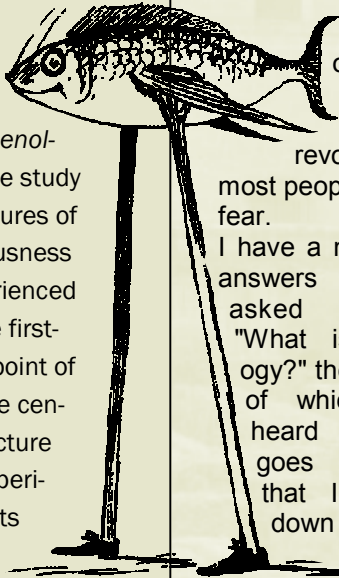 enol-
e study
ures of
usness
rienced
e first-
point of
e cen-
cture
peri-
ts
revo
most peop
fear.
I have a r
answers
asked
"What is
ogy?" the
of whic
heard
goes
that I
down